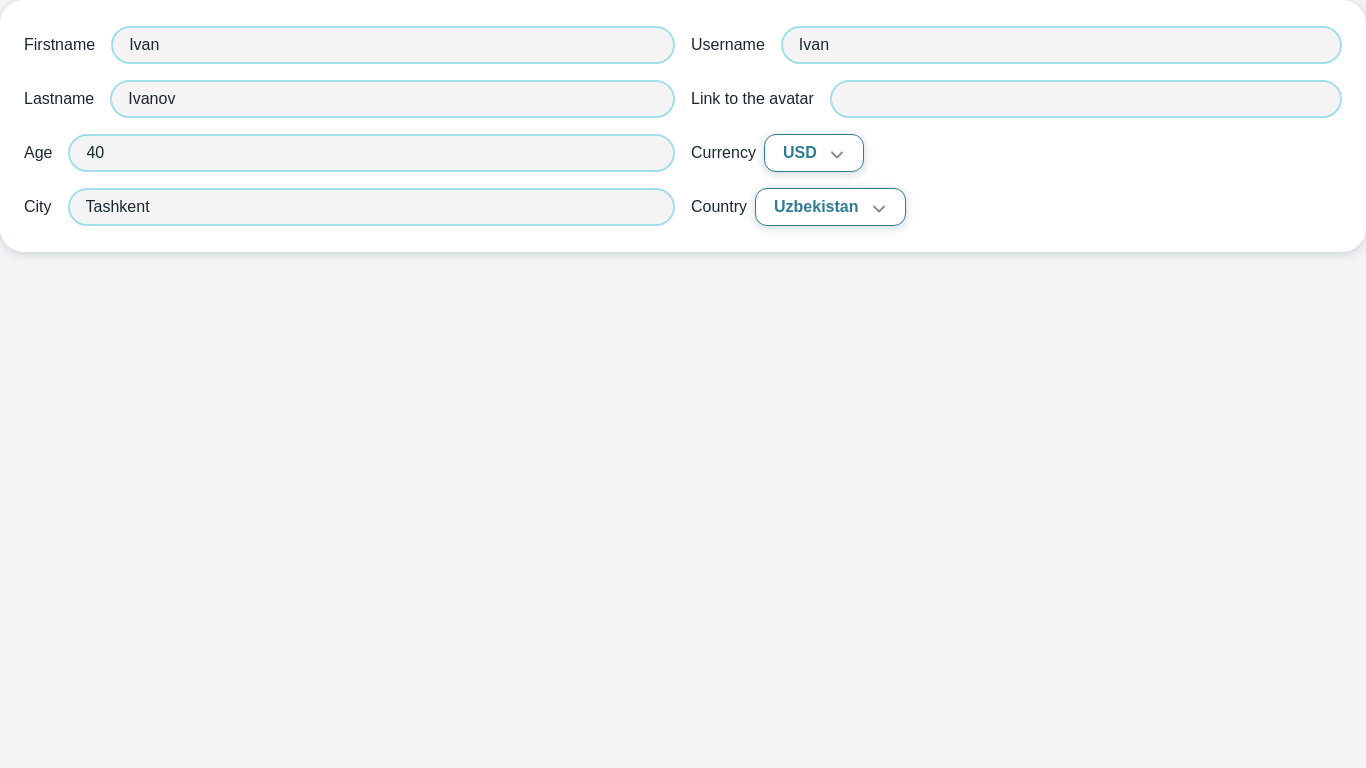 Firstname Ivan
Lastname Ivanov
Age 40
City Tashkent
Username Ivan
Link to the avatar
Currency USD
Country Uzbekistan